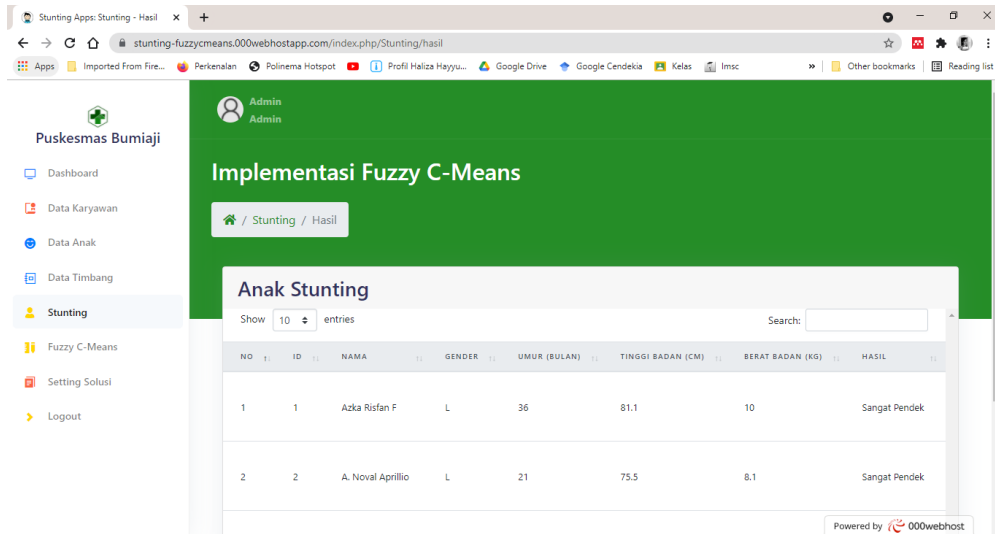 Stunting Apps: Stunting - Hasil
stunting-fuzzycmeans.000webhostapp.com/index.php/Stunting/hasil
Apps Imported From Fire... Perkenalan Polinema Hotspot Profil Haliza Hayyu... Google Drive Google Cendekia Kelas Imsc » Other bookmarks Reading list
Puskesmas Bumiaji
Dashboard
Data Karyawan
Data Anak
Data Timbang
Stunting
Fuzzy C-Means
Setting Solusi
Logout
Admin
Admin
Implementasi Fuzzy C-Means
/ Stunting / Hasil
Anak Stunting
Show 10 entries Search:
NO ID NAMA GENDER UMUR (BULAN) TINGGI BADAN (CM) BERAT BADAN (KG) HASIL
1 1 Azka Risfan F L 36 81.1 10 Sangat Pendek
2 2 A. Noval Aprillio L 21 75.5 8.1 Sangat Pendek
Powered by 000webhost